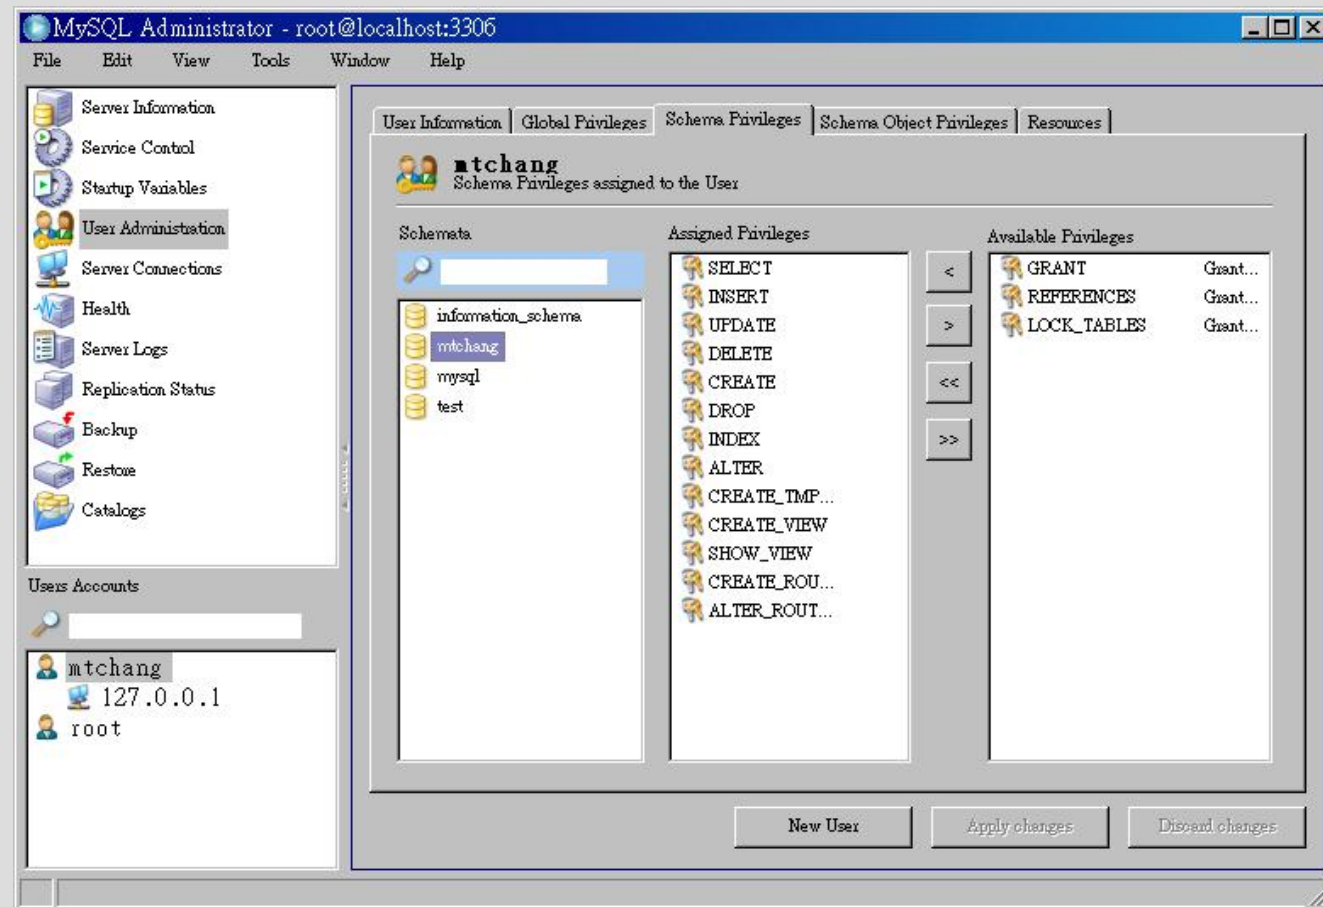 MySQL Administrator - root@localhost:3306
File Edit View Tools Window Help
Server Information
Service Control
Startup Variables
User Administration
Server Connections
Health
Server Logs
Replication Status
Backup
Restore
Catalogs
Users Accounts
mtchang
127.0.0.1
root
User Information Global Privileges Schema Privileges Schema Object Privileges Resources
mtchang
Schema Privileges assigned to the User
Schemata
information_schema
mtchang
mysql
test
Assigned Privileges
SELECT
INSERT
UPDATE
DELETE
CREATE
DROP
INDEX
ALTER
CREATE_TMP...
CREATE_VIEW
SHOW_VIEW
CREATE_ROU...
ALTER_ROUT...
<
>
<<
>>
Available Privileges
GRANT Grant...
REFERENCES Grant...
LOCK_TABLES Grant...
New User Apply changes Discard changes